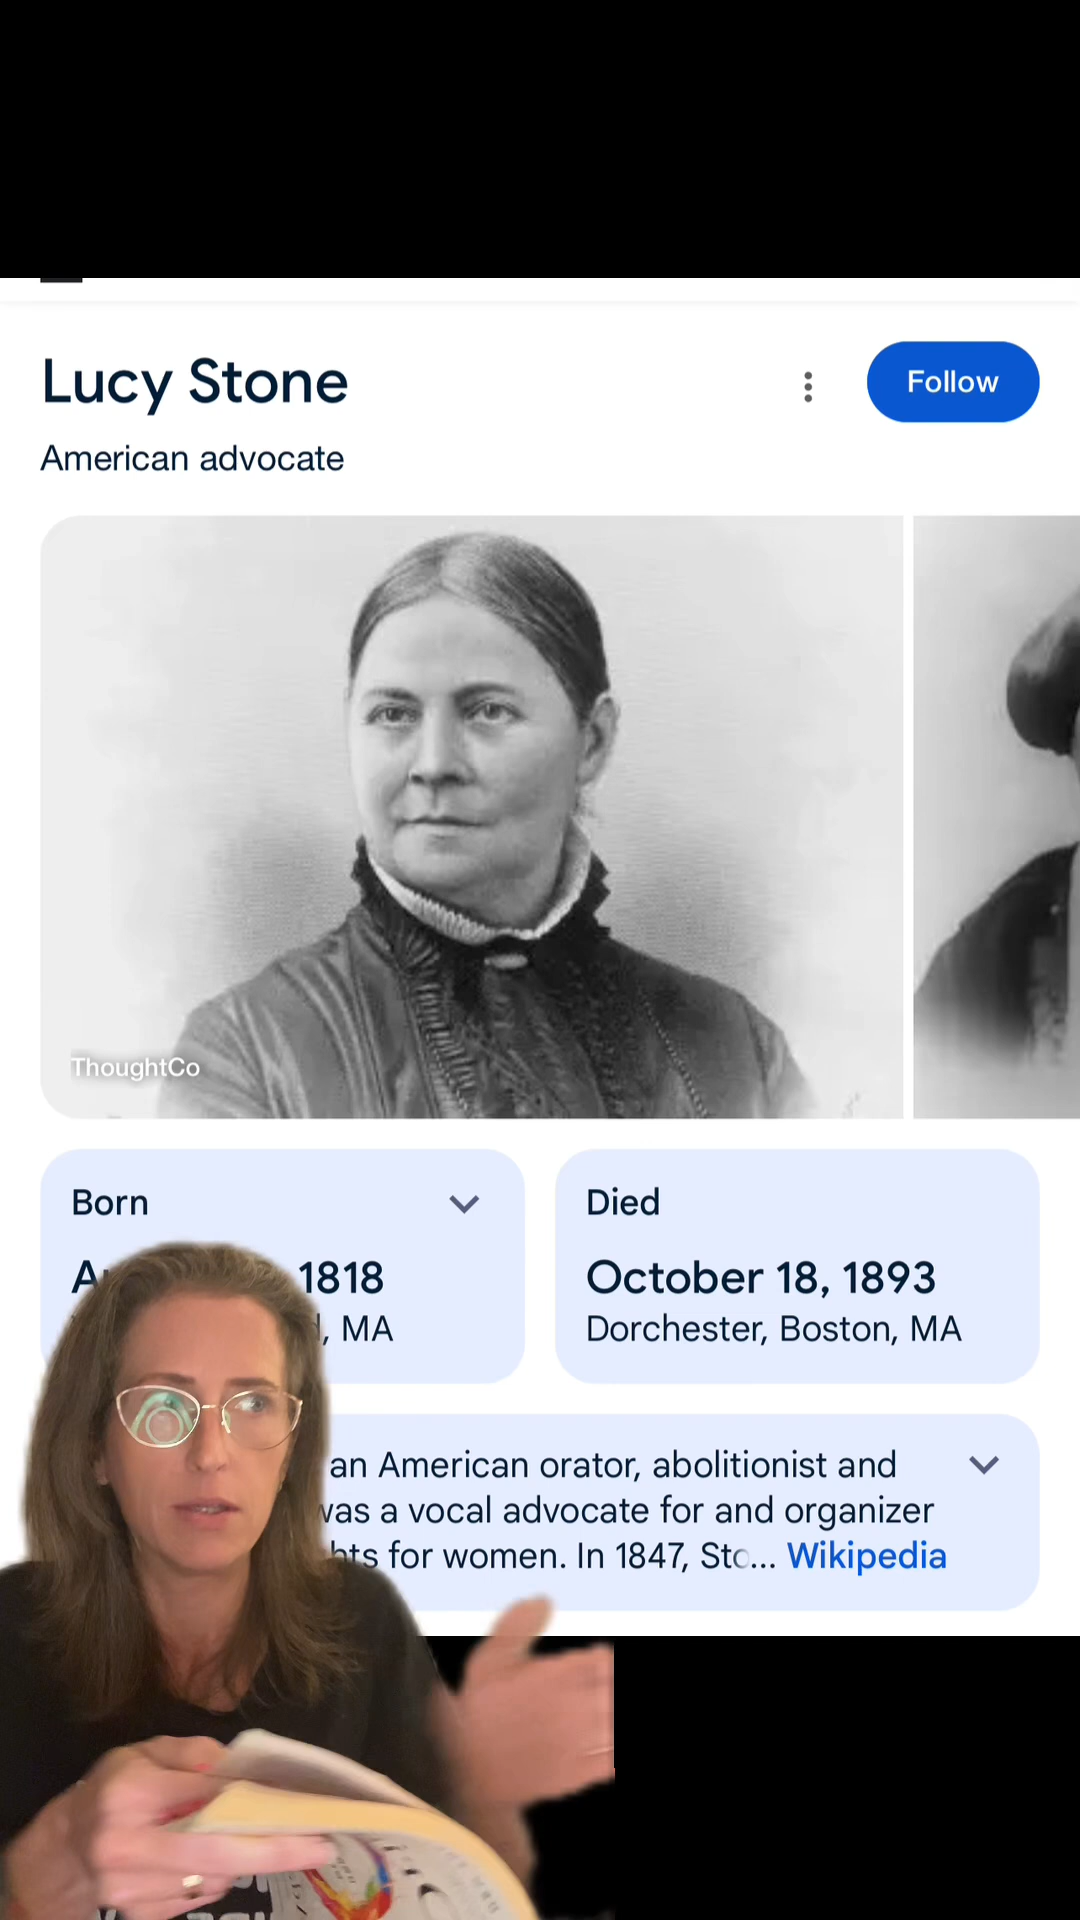 Lucy Stone
Follow
American advocate
ThoughtCo
Born
1818
, MA
Died
October 18, 1893
Dorchester, Boston, MA
an American orator, abolitionist and
was a vocal advocate for and organizer
for women. In 1847, Sto... Wikipedia